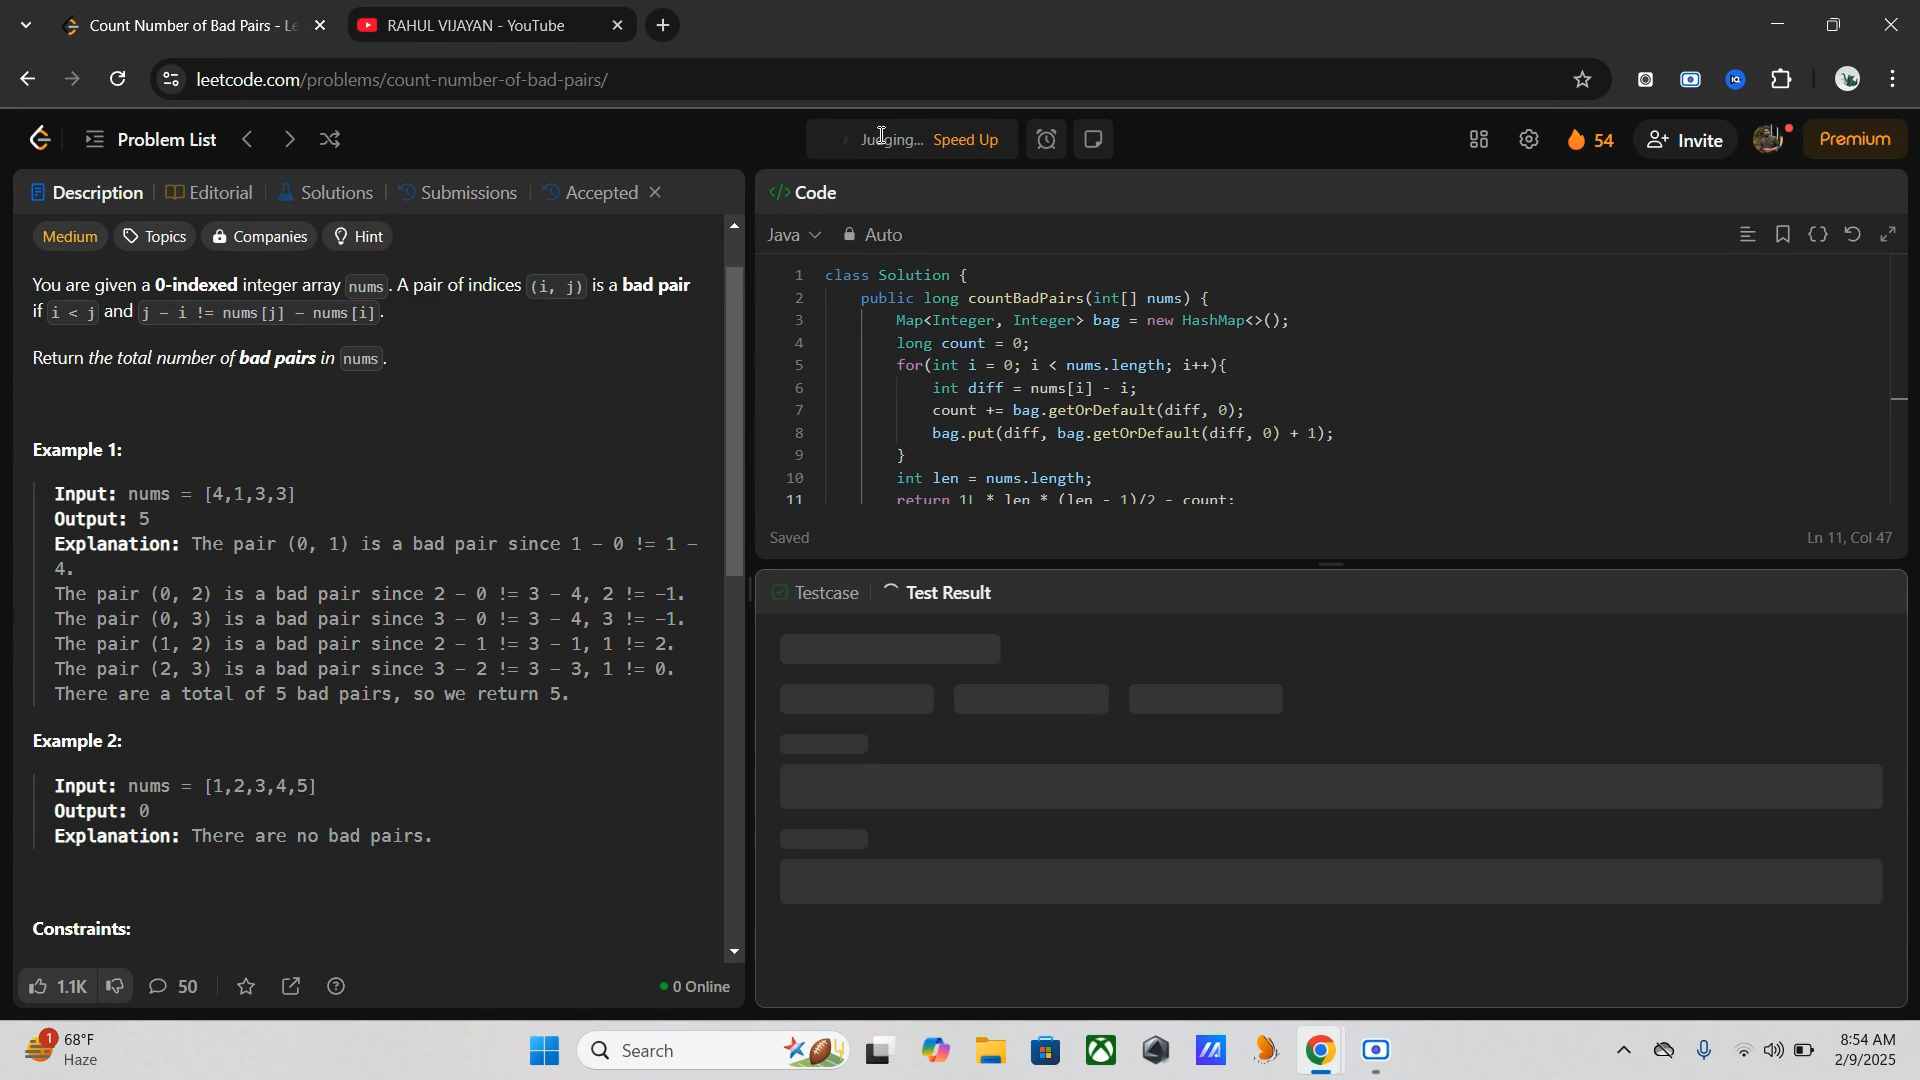 Count Number of Bad Pairs - Le
RAHUL VIJAYAN - YouTube
leetcode.com/problems/count-number-of-bad-pairs/
Problem List
Judging... Speed Up
54
Invite
Premium
Description
Editorial
Solutions
Submissions
Accepted
Medium
Topics
Companies
Hint
You are given a 0-indexed integer array nums. A pair of indices (i, j) is a bad pair
if i < j and j - i != nums[j] - nums[i].
Return the total number of bad pairs in nums.
Example 1:
Input: nums = [4,1,3,3]
Output: 5
Explanation: The pair (0, 1) is a bad pair since 1 - 0 != 1 -
4.
The pair (0, 2) is a bad pair since 2 - 0 != 3 - 4, 2 != -1.
The pair (0, 3) is a bad pair since 3 - 0 != 3 - 4, 3 != -1.
The pair (1, 2) is a bad pair since 2 - 1 != 3 - 1, 1 != 2.
The pair (2, 3) is a bad pair since 3 - 2 != 3 - 3, 1 != 0.
There are a total of 5 bad pairs, so we return 5.
Example 2:
Input: nums = [1,2,3,4,5]
Output: 0
Explanation: There are no bad pairs.
Constraints:
1.1K
50
0 Online
</> Code
Java
Auto
1 class Solution {
2 public long countBadPairs(int[] nums) {
3 Map<Integer, Integer> bag = new HashMap<>();
4 long count = 0;
5 for(int i = 0; i < nums.length; i++){
6 int diff = nums[i] - i;
7 count += bag.getOrDefault(diff, 0);
8 bag.put(diff, bag.getOrDefault(diff, 0) + 1);
9 }
10 int len = nums.length;
11 return 1L * len * (len - 1)/2 - count;
Saved
Ln 11, Col 47
Testcase
Test Result
1
68°F
Haze
Search
8:54 AM
2/9/2025